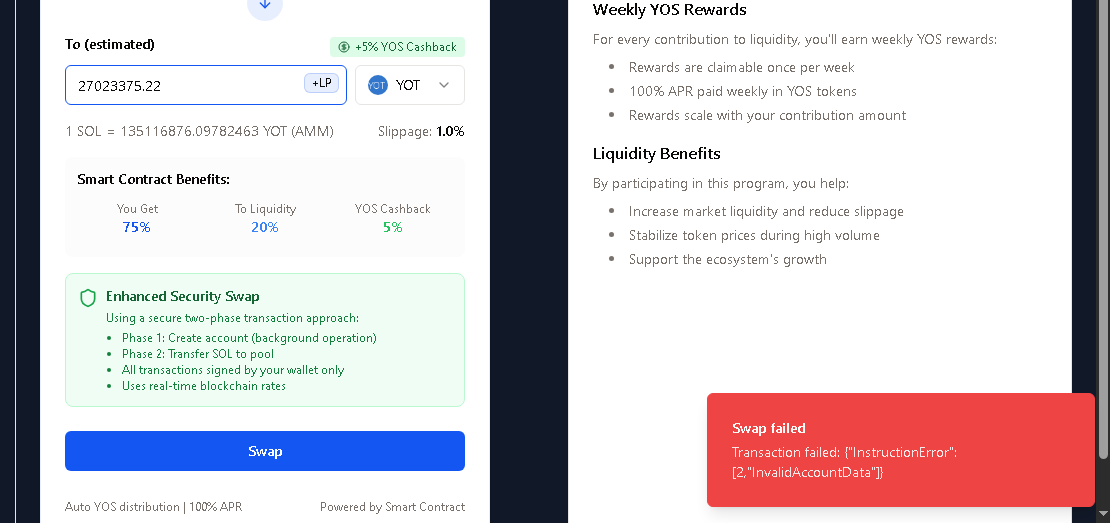 To (estimated)
+5% YOS Cashback
27023375.22
+LP
YOT
YOT
1 SOL = 135116876.09782463 YOT (AMM)
Slippage: 1.0%
Smart Contract Benefits:
You Get
To Liquidity
YOS Cashback
75%
20%
5%
Enhanced Security Swap
Using a secure two-phase transaction approach:
Phase 1: Create account (background operation)
Phase 2: Transfer SOL to pool
All transactions signed by your wallet only
Uses real-time blockchain rates
Swap
Auto YOS distribution | 100% APR
Powered by Smart Contract
Weekly YOS Rewards
For every contribution to liquidity, you'll earn weekly YOS rewards:
Rewards are claimable once per week
100% APR paid weekly in YOS tokens
Rewards scale with your contribution amount
Liquidity Benefits
By participating in this program, you help:
Increase market liquidity and reduce slippage
Stabilize token prices during high volume
Support the ecosystem's growth
Swap failed
Transaction failed: {"InstructionError":
[2,"InvalidAccountData"]}